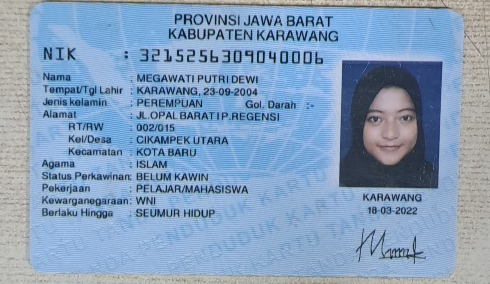 PROVINSI JAWA BARAT
KABUPATEN KARAWANG
NIK : 3215256309040006
Nama : MEGAWATI PUTRI DEWI
Tempat/Tgl Lahir : KARAWANG, 23-09-2004
Jenis kelamin : PEREMPUAN Gol. Darah :-
Alamat : JL.OPAL BARAT I P.REGENSI
RT/RW : 002/015
Kel/Desa : CIKAMPEK UTARA
Kecamatan : KOTA BARU
Agama : ISLAM
Status Perkawinan: BELUM KAWIN
Pekerjaan : PELAJAR/MAHASISWA
Kewarganegaraan: WNI
Berlaku Hingga : SEUMUR HIDUP
KARAWANG
18-03-2022